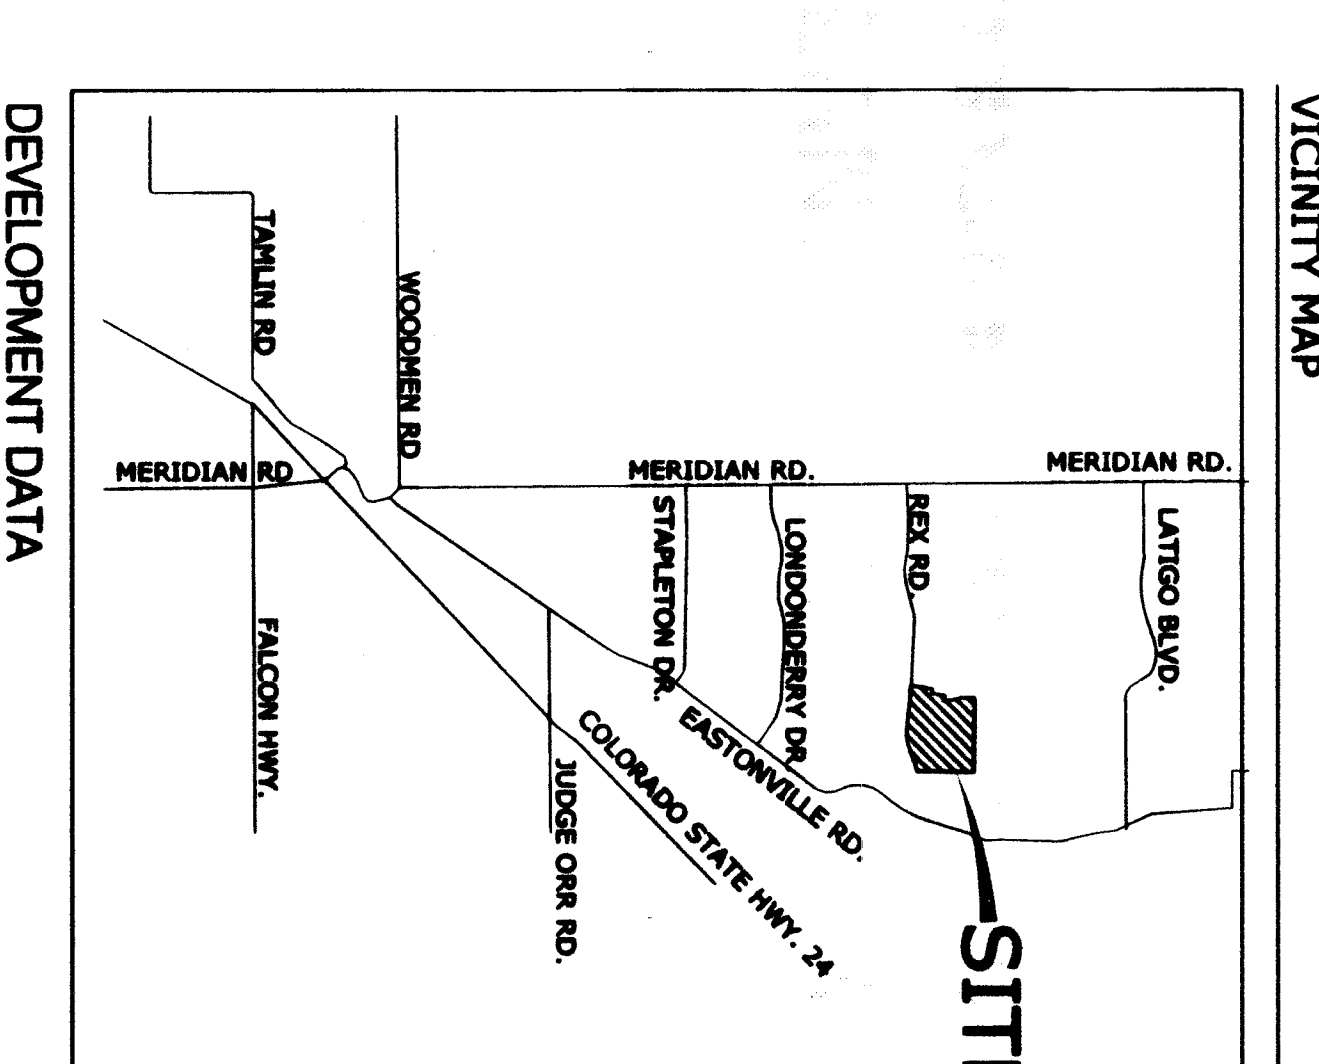 VICINITY MAP
LATIGO BLVD.
MERIDIAN RD.
REX RD.
SIT
LONDONDERRY DR
STAPLETON DR.
MERIDIAN RD.
EASTONVILLE RD.
COLORADO STATE HWY. 24
JUDGE ORR RD.
WOODMEN RD
TAMLIN RD
MERIDIAN RD
FALCON HWY.
DEVELOPMENT DATA